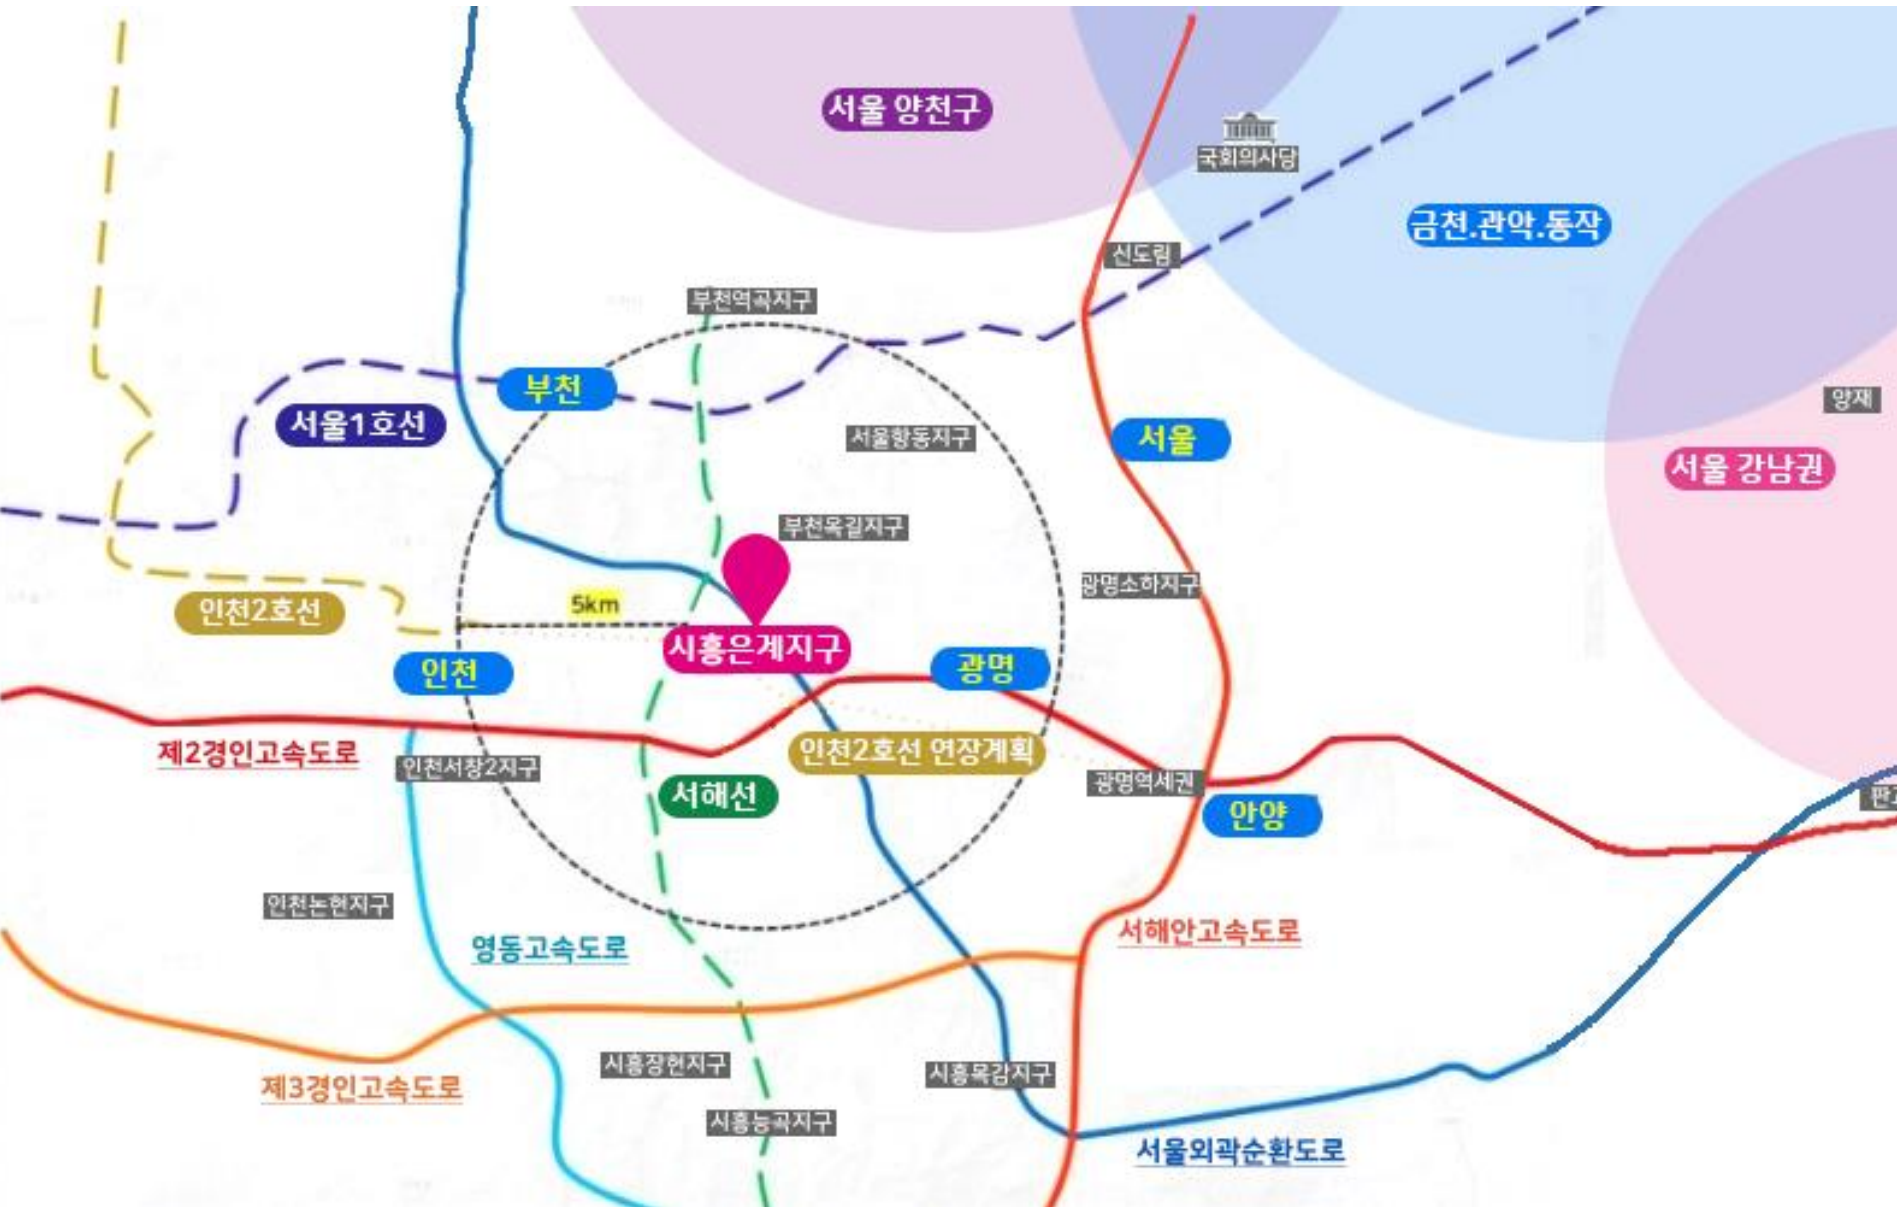 서울 양천구
국회의사당
금천.관악.동작
신도림
부천역곡지구
부천
양재
서울1호선
서울항동지구
서울
서울 강남권
부천옥길지구
광명소하지구
5km
인천2호선
시흥은계지구
인천
광명
제2경인고속도로
인천서창2지구
인천2호선 연장계획
광명역세권
서해선
안양
인천논현지구
서해안고속도로
영동고속도로
시흥장현지구
시흥목감지구
제3경인고속도로
시흥능곡지구
서울외곽순환도로